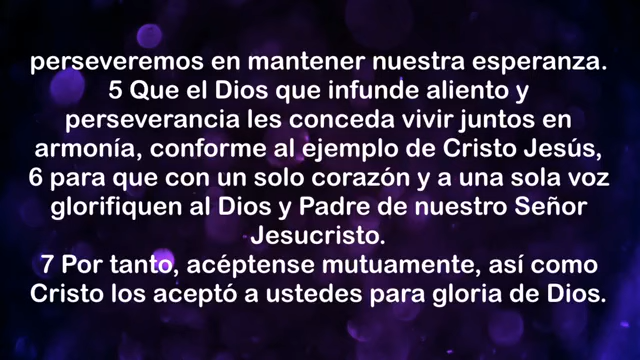 perseveremos en mantener nuestra esperanza.
5 Que el Dios que infunde aliento y
perseverancia les conceda vivir juntos en
armonía, conforme al ejemplo de Cristo Jesús,
6 para que con un solo corazón y a una sola voz
glorifiquen al Dios y Padre de nuestro Señor
Jesucristo.
7 Por tanto, acéptense mutuamente, así como
Cristo los aceptó a ustedes para gloria de Dios.